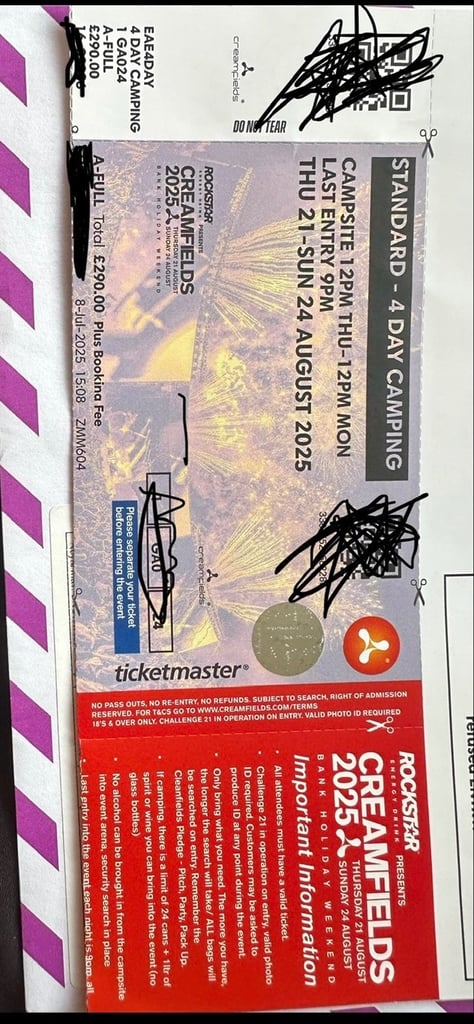 EAE4DAY
4 DAY CAMPING
1 GA024
A-FULL
£290.00
creamfields
DO NOT TEAR
STANDARD - 4 DAY CAMPING
CAMPSITE 12PM THU-12PM MON
LAST ENTRY 9PM
THU 21-SUN 24 AUGUST 2025
ROCKSTAR
PRESENTS
CREAMFIELDS
2025
THURSDAY 21 AUGUST
SUNDAY 24 AUGUST
BANK HOLIDAY WEEKEND
A-FULL Total £290.00 Plus Booking Fee
8-Jul-2025 15:08 ZMM604
creamfields
Please separate your ticket
before entering the event
ticketmaster®
NO PASS OUTS, NO RE-ENTRY, NO REFUNDS. SUBJECT TO SEARCH, RIGHT OF ADMISSION
RESERVED. FOR T&CS GO TO WWW.CREAMFIELDS.COM/TERMS
18'S & OVER ONLY. CHALLENGE 21 IN OPERATION ON ENTRY. VALID PHOTO ID REQUIRED
ROCKSTAR
ENERGY DRINK PRESENTS
CREAMFIELDS
2025
THURSDAY 21 AUGUST
SUNDAY 24 AUGUST
BANK HOLIDAY WEEKEND
Important Information
• All attendees must have a valid ticket.
• Challenge 21 in operation on entry, valid photo
ID required. Customers may be asked to
produce ID at any point during the event.
• Only bring what you need. The more you have,
the longer the search will take! ALL bags will
be searched on entry. Remember the
Creamfields Pledge - Pitch, Party, Pack Up.
• If camping, there is a limit of 24 cans + 1ltr of
spirit or wine you can bring into the event (no
glass bottles)
• No alcohol can be brought in from the campsite
into event arena, security search in place
• Last entry into the event each night is 9pm, all